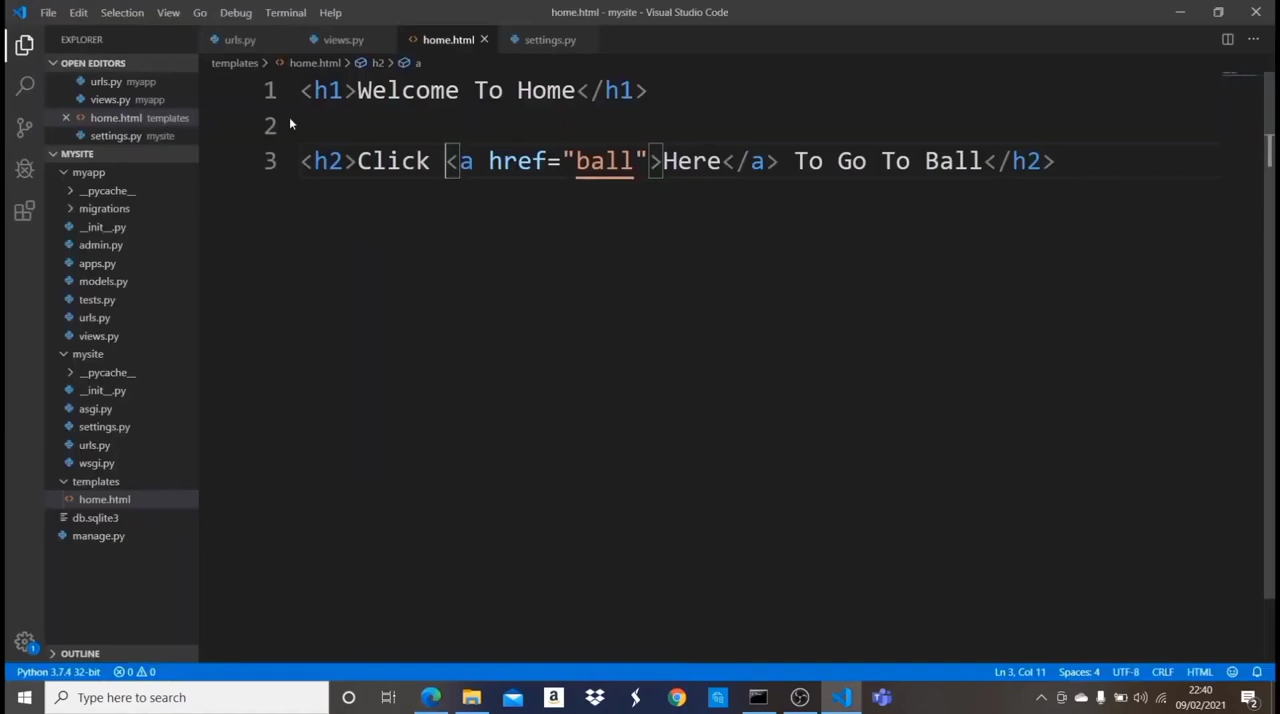 File Edit Selection View Go Debug Terminal Help
home.html - mysite - Visual Studio Code
EXPLORER
urls.py views.py home.html settings.py
OPEN EDITORS
urls.py myapp
views.py myapp
home.html templates
settings.py mysite
MYSITE
myapp
__pycache__
migrations
__init__.py
admin.py
apps.py
models.py
tests.py
urls.py
views.py
mysite
__pycache__
__init__.py
asgi.py
settings.py
urls.py
wsgi.py
templates
home.html
db.sqlite3
manage.py
OUTLINE
templates > home.html > h2 > a
1 <h1>Welcome To Home</h1>
2
3 <h2>Click <a href="ball">Here</a> To Go To Ball</h2>
1
Python 3.7.4 32-bit 0 0 Ln 3, Col 11 Spaces: 4 UTF-8 CRLF HTML
Type here to search
22:40
09/02/2021
2